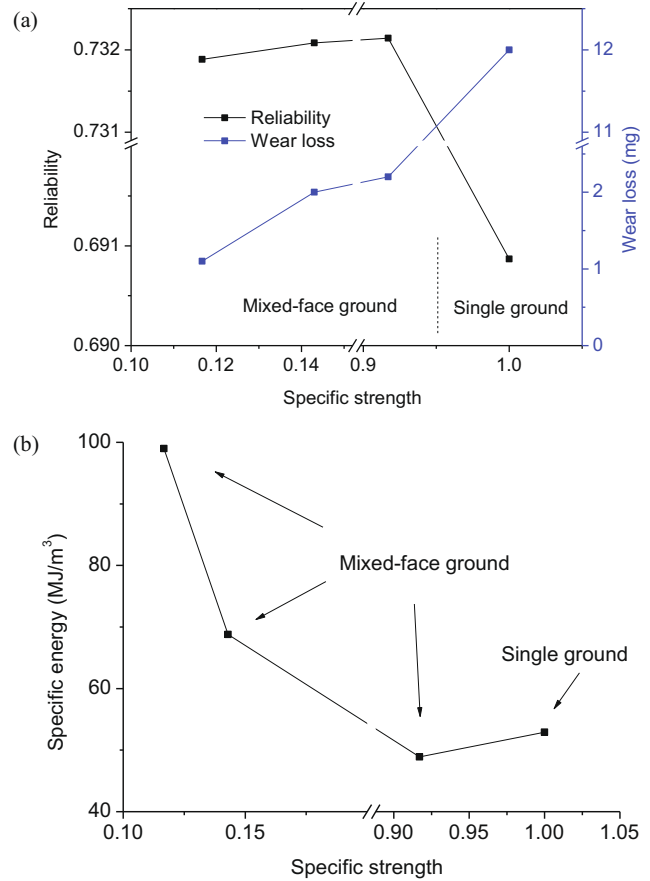 (a)
0.732
0.731
0.691
0.690
Reliability
Reliability
Wear loss
12
11
2
1
0
Wear loss (mg)
Mixed-face ground
Single ground
0.10
0.12
0.14
0.9
1.0
Specific strength
(b)
100
80
60
40
Specific energy (MJ/m³)
Mixed-face ground
Single ground
0.10
0.15
0.90
0.95
1.00
1.05
Specific strength